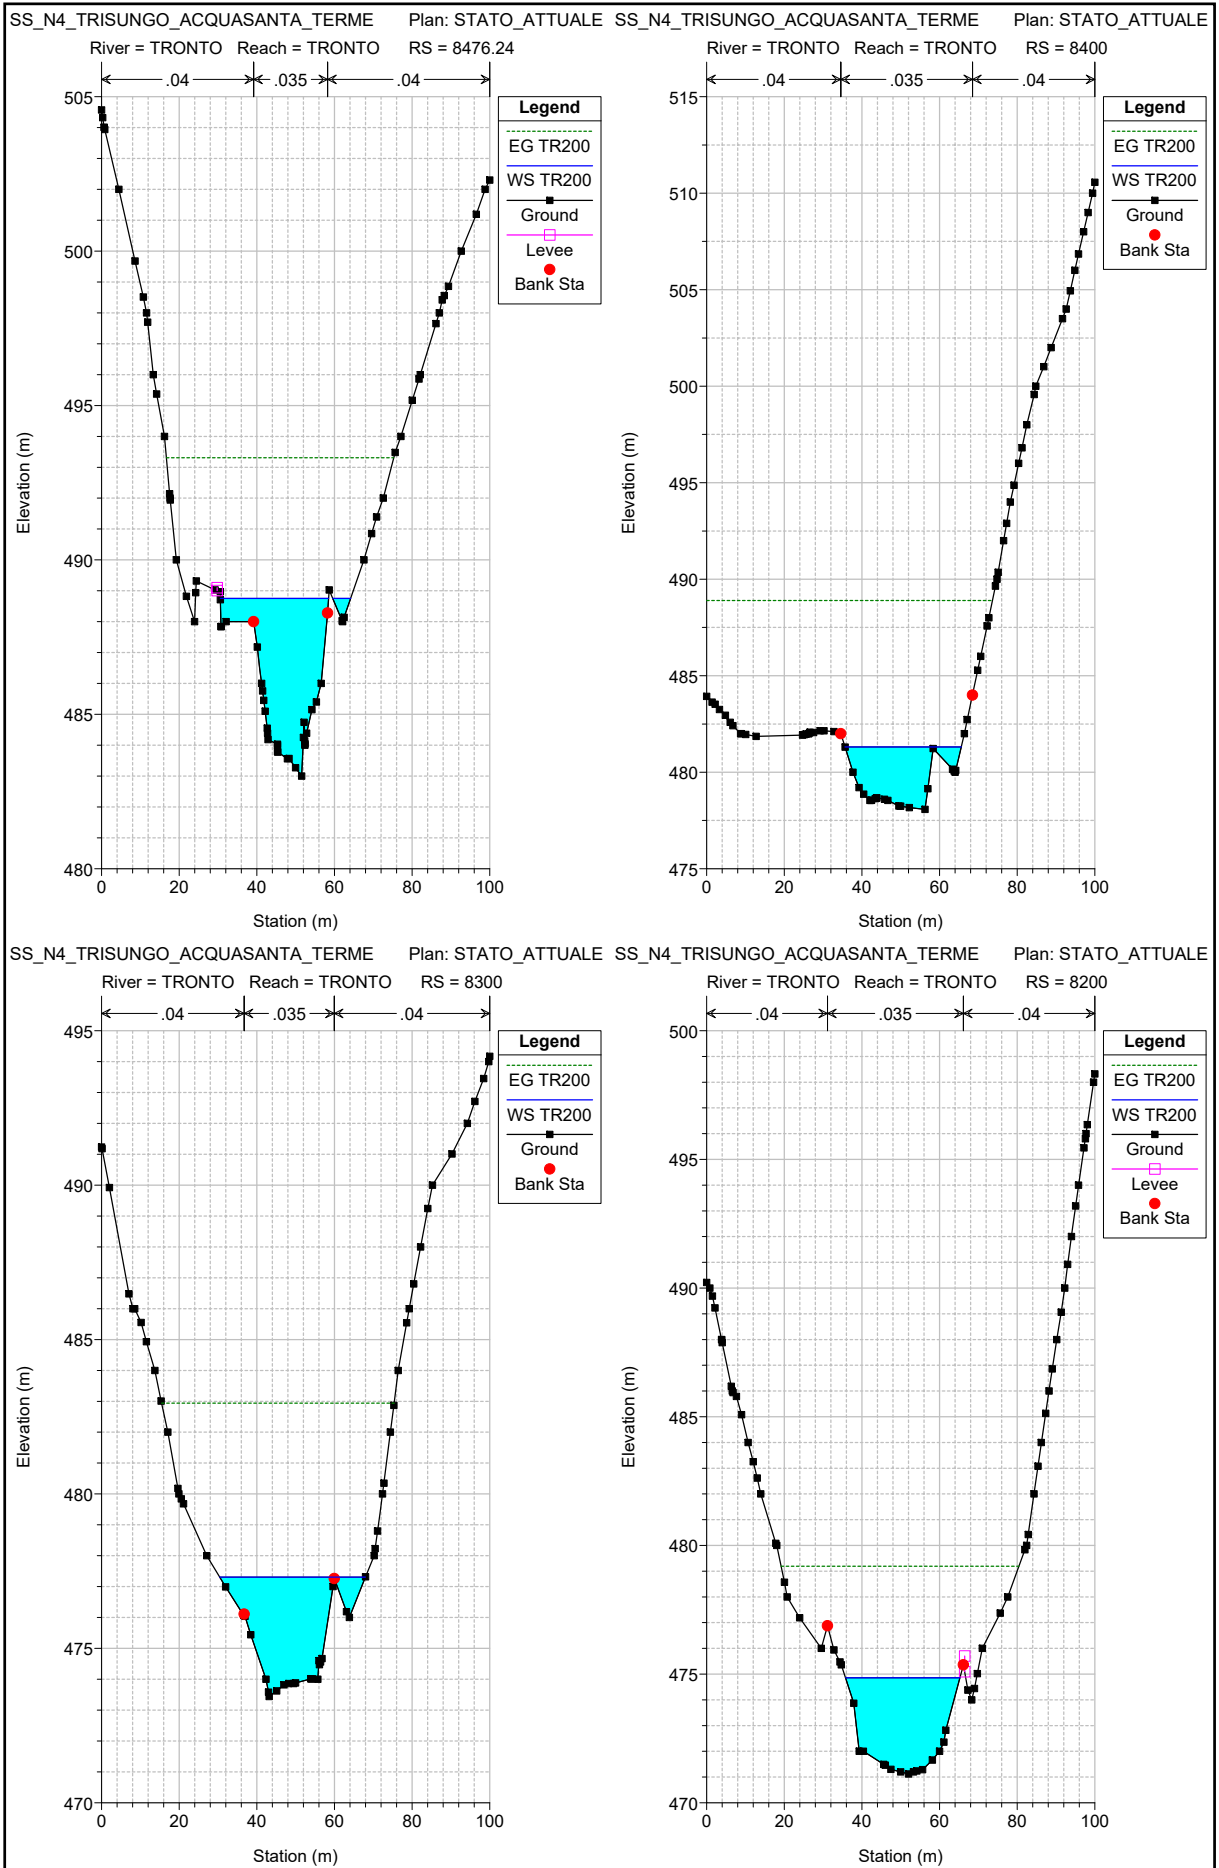 SS_N4_TRISUNGO_ACQUASANTA_TERME Plan: STATO_ATTUALE
River = TRONTO Reach = TRONTO RS = 8476.24
.04 .035 .04
505
500
495
490
485
480
Elevation (m)
0 20 40 60 80 100
Station (m)
Legend
EG TR200
WS TR200
Ground
Levee
Bank Sta
SS_N4_TRISUNGO_ACQUASANTA_TERME Plan: STATO_ATTUALE
River = TRONTO Reach = TRONTO RS = 8400
.04 .035 .04
515
510
505
500
495
490
485
480
475
Elevation (m)
0 20 40 60 80 100
Station (m)
Legend
EG TR200
WS TR200
Ground
Bank Sta
SS_N4_TRISUNGO_ACQUASANTA_TERME Plan: STATO_ATTUALE
River = TRONTO Reach = TRONTO RS = 8300
.04 .035 .04
495
490
485
480
475
470
Elevation (m)
0 20 40 60 80 100
Station (m)
Legend
EG TR200
WS TR200
Ground
Bank Sta
SS_N4_TRISUNGO_ACQUASANTA_TERME Plan: STATO_ATTUALE
River = TRONTO Reach = TRONTO RS = 8200
.04 .035 .04
500
495
490
485
480
475
470
Elevation (m)
0 20 40 60 80 100
Station (m)
Legend
EG TR200
WS TR200
Ground
Levee
Bank Sta